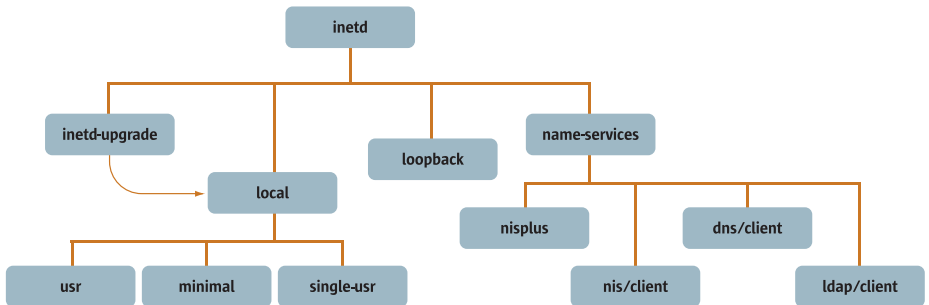 inetd
inetd-upgrade
name-services
loopback
local
nisplus
dns/client
usr
minimal
single-usr
nis/client
ldap/client